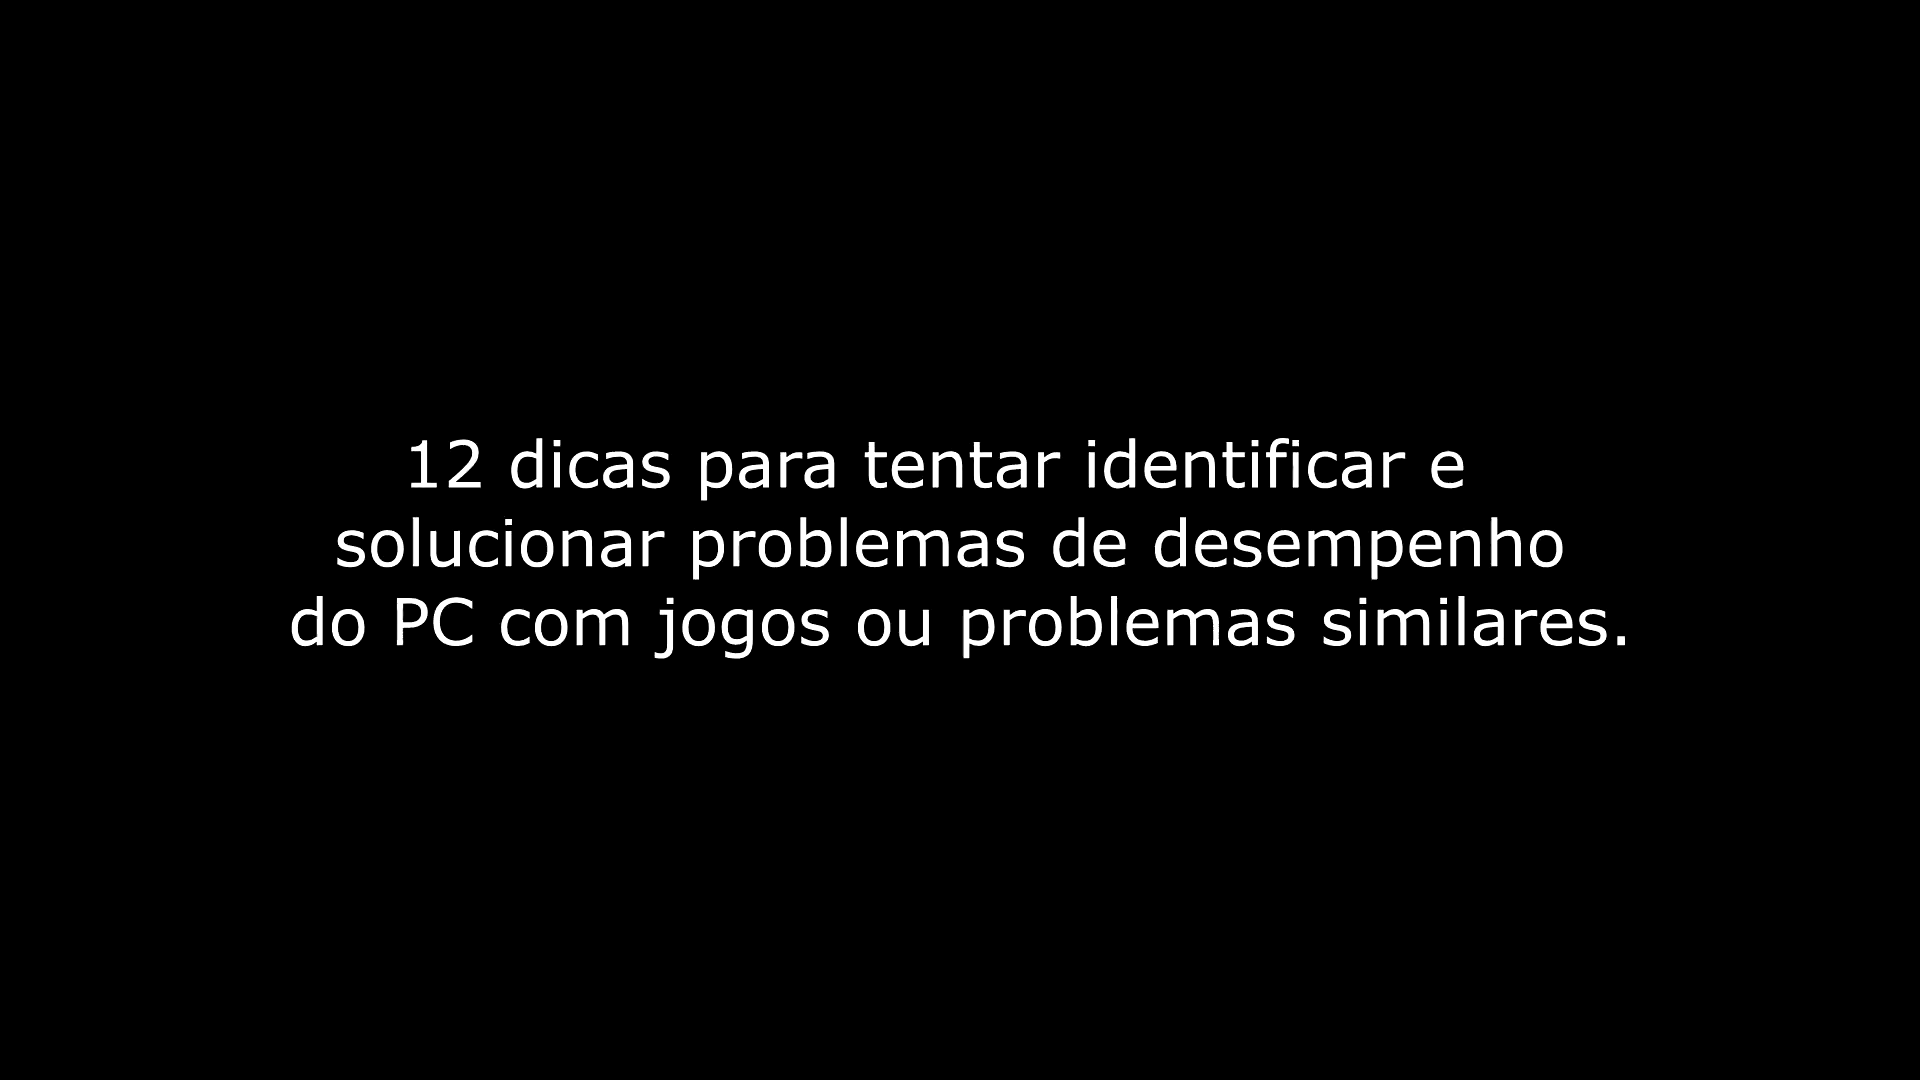 12 dicas para tentar identificar e
solucionar problemas de desempenho
do PC com jogos ou problemas similares.